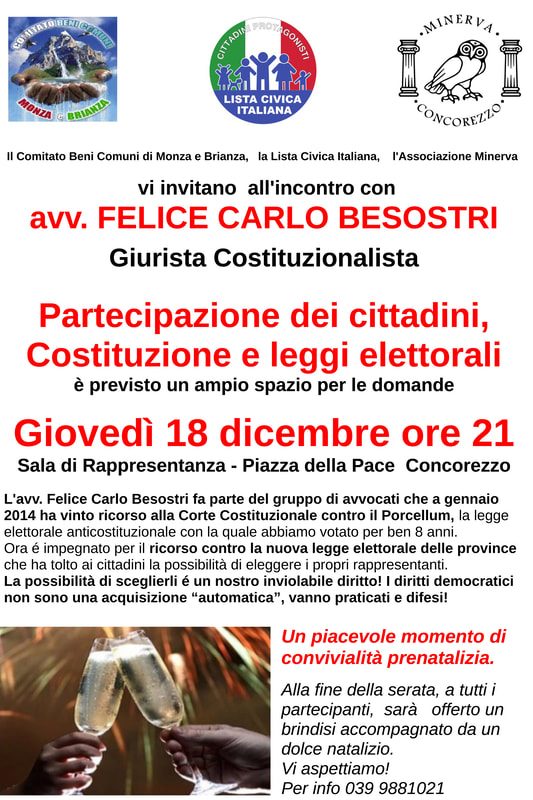 COMITATO BENI COMUNI
MONZA e BRIANZA
CITTADINI PROTAGONISTI
LISTA CIVICA
ITALIANA
·MINERVA·
·CONCOREZZO·
Il Comitato Beni Comuni di Monza e Brianza, la Lista Civica Italiana, l'Associazione Minerva
vi invitano all'incontro con
avv. FELICE CARLO BESOSTRI
Giurista Costituzionalista
Partecipazione dei cittadini,
Costituzione e leggi elettorali
è previsto un ampio spazio per le domande
Giovedì 18 dicembre ore 21
Sala di Rappresentanza - Piazza della Pace Concorezzo
L'avv. Felice Carlo Besostri fa parte del gruppo di avvocati che a gennaio
2014 ha vinto ricorso alla Corte Costituzionale contro il Porcellum, la legge
elettorale anticostituzionale con la quale abbiamo votato per ben 8 anni.
Ora é impegnato per il ricorso contro la nuova legge elettorale delle province
che ha tolto ai cittadini la possibilità di eleggere i propri rappresentanti.
La possibilità di sceglierli é un nostro inviolabile diritto! I diritti democratici
non sono una acquisizione “automatica”, vanno praticati e difesi!
Un piacevole momento di
convivialità prenatalizia.
Alla fine della serata, a tutti i
partecipanti, sarà offerto un
brindisi accompagnato da un
dolce natalizio.
Vi aspettiamo!
Per info 039 9881021